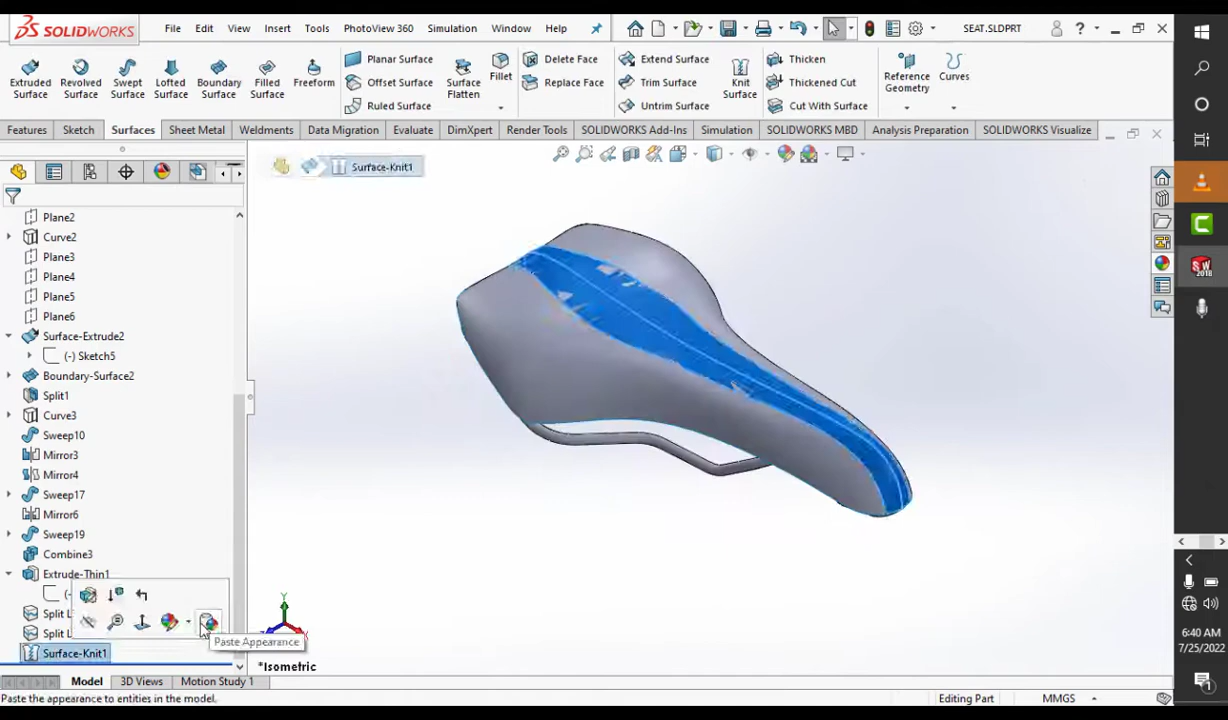 SOLIDWORKS File Edit View Insert Tools PhotoView 360 Simulation Window Help SEAT.SLDPRT ?
Extruded Surface
Revolved Surface
Swept Surface
Lofted Surface
Boundary Surface
Filled Surface
Freeform
Planar Surface
Offset Surface
Ruled Surface
Surface Flatten
Fillet
Delete Face
Replace Face
Extend Surface
Trim Surface
Untrim Surface
Knit Surface
Thicken
Thickened Cut
Cut With Surface
Reference Geometry
Curves
Features Sketch Surfaces Sheet Metal Weldments Data Migration Evaluate DimXpert Render Tools SOLIDWORKS Add-Ins Simulation SOLIDWORKS MBD Analysis Preparation SOLIDWORKS Visualize
Surface-Knit1
Plane2
Curve2
Plane3
Plane4
Plane5
Plane6
Surface-Extrude2
(-) Sketch5
Boundary-Surface2
Split1
Curve3
Sweep10
Mirror3
Mirror4
Sweep17
Mirror6
Sweep19
Combine3
Extrude-Thin1
(-)
Split L
Split L
Surface-Knit1
Paste Appearance
Y
*Isometric
Model 3D Views Motion Study 1
Paste the appearance to entities in the model. Editing Part MMGS
SW
2018
6:40 AM
7/25/2022
1